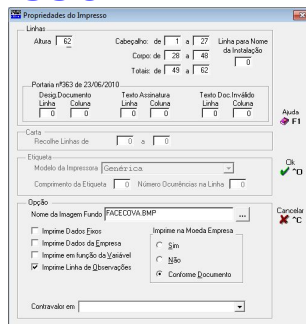 Propriedades do Impresso
Linhas
Altura 62 Cabeçalho: de 1 a 27 Linha para Nome da Instalação
Corpo: de 28 a 48 0
Totais: de 49 a 62
Portaria nº363 de 23/06/2010
Desig.Documento Texto Assinatura Texto Doc.Inválido
Linha Coluna Linha Coluna Linha Coluna
0 0 0 0 0 0
Ajuda
F1
Carta
Recolhe Linhas de 0 a 0
Etiqueta
Modelo da Impressora Genérica
Comprimento da Etiqueta 0 Número Ocurrências na Linha 0
Ok
^O
Opção
Nome da Imagem Fundo FACECOVA.BMP ...
Cancelar
^C
Imprime Dados Fixos
Imprime Dados da Empresa
Imprime em função da Variável
Imprime Linha de Observações
Imprime na Moeda Empresa
Sim
Não
Conforme Documento
Contravalor em